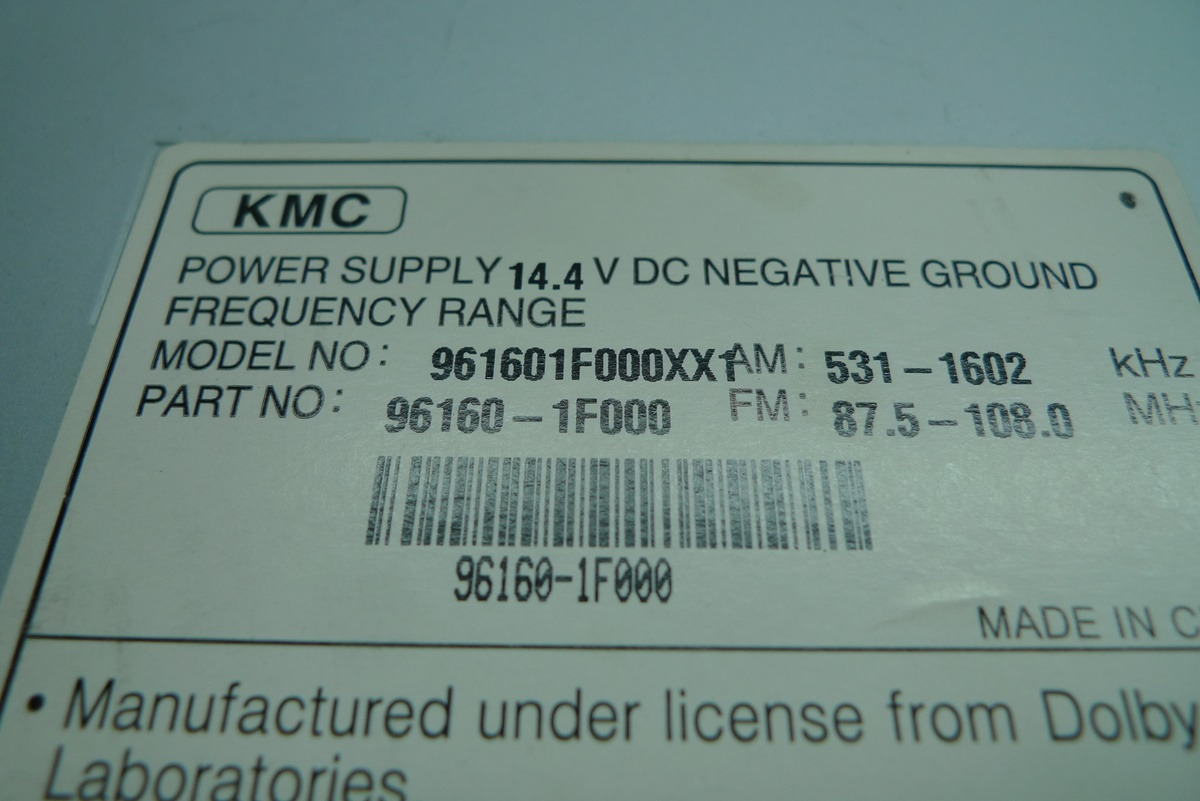 KMC
POWER SUPPLY 14.4 V DC NEGATIVE GROUND
FREQUENCY RANGE
MODEL NO: 961601F000XX1 AM: 531-1602 kHz
PART NO: 96160-1F000 FM: 87.5-108.0 MHz
96160-1F000
MADE IN C
• Manufactured under license from Dolby
Laboratories